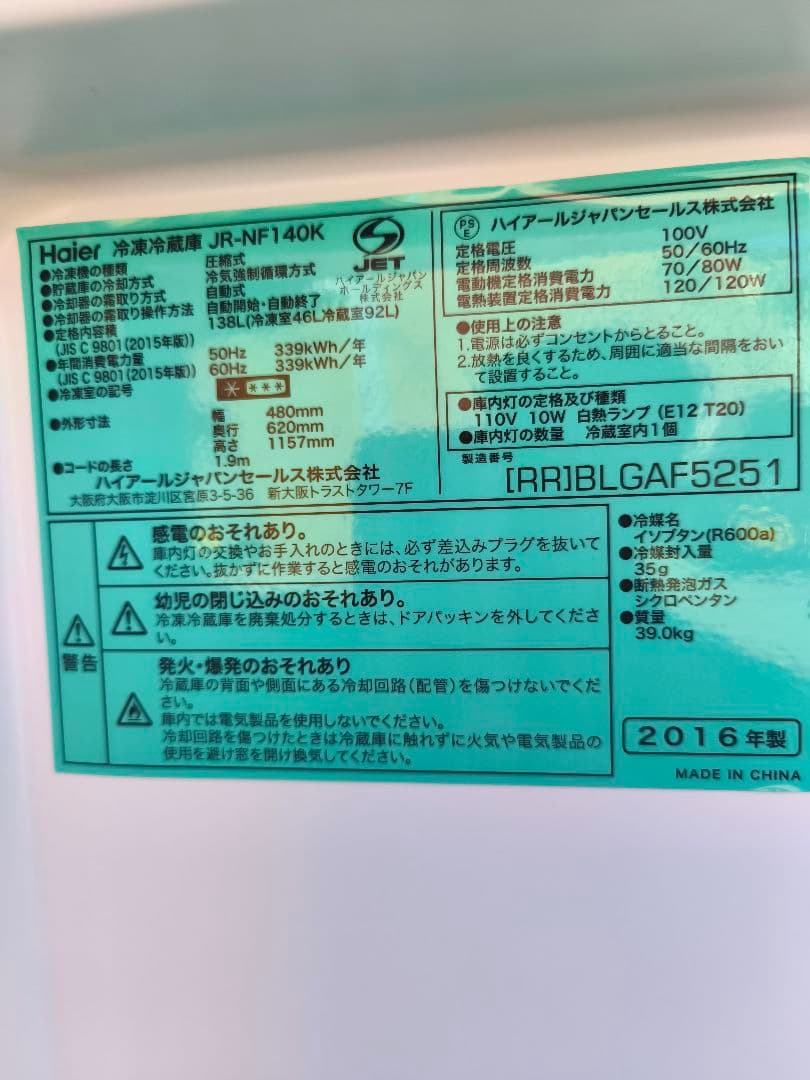 Haier 冷凍冷蔵庫 JR-NF140K
●冷凍機の種類 圧縮式
●貯蔵庫の冷却方式 冷気強制循環方式
●冷却器の霜取り方式 自動式
●冷却器の霜取り操作方法 自動開始・自動終了
●定格内容積 138L(冷凍室46L冷蔵室92L)
(JIS C 9801(2015年版))
●年間消費電力量 50Hz 339kWh/年
(JIS C 9801(2015年版)) 60Hz 339kWh/年
●冷凍室の記号
●外形寸法 幅 480mm
奥行 620mm
高さ 1157mm
●コードの長さ 1.9m
ハイアールジャパンセールス株式会社
大阪府大阪市淀川区宮原3-5-36 新大阪トラストタワー7F
JET
ハイアールジャパン
ホールディングス
株式会社
PS
E
ハイアールジャパンセールス株式会社
定格電圧 100V
定格周波数 50/60Hz
電動機定格消費電力 70/80W
電熱装置定格消費電力 120/120W
●使用上の注意
1.電源は必ずコンセントからとること。
2.放熱を良くするため、周囲に適当な間隔をおい
て設置すること。
●庫内灯の定格及び種類
110V 10W 白熱ランプ (E12 T20)
●庫内灯の数量 冷蔵室内1個
製造番号
[RR]BLGAF5251
警告
感電のおそれあり。
庫内灯の交換やお手入れのときには、必ず差込みプラグを抜いて
ください。抜かずに作業すると感電のおそれがあります。
幼児の閉じ込みのおそれあり。
冷凍冷蔵庫を廃棄処分するときは、ドアパッキンを外してくださ
い。
発火・爆発のおそれあり
冷蔵庫の背面や側面にある冷却回路(配管)を傷つけないでくだ
さい。
庫内では電気製品を使用しないでください。
冷却回路を傷つけたときは冷蔵庫に触れずに火気や電気製品の
使用を避け窓を開け換気してください。
●冷媒名
イソブタン(R600a)
●冷媒封入量
35g
●断熱発泡ガス
シクロペンタン
●質量
39.0kg
2016年製
MADE IN CHINA